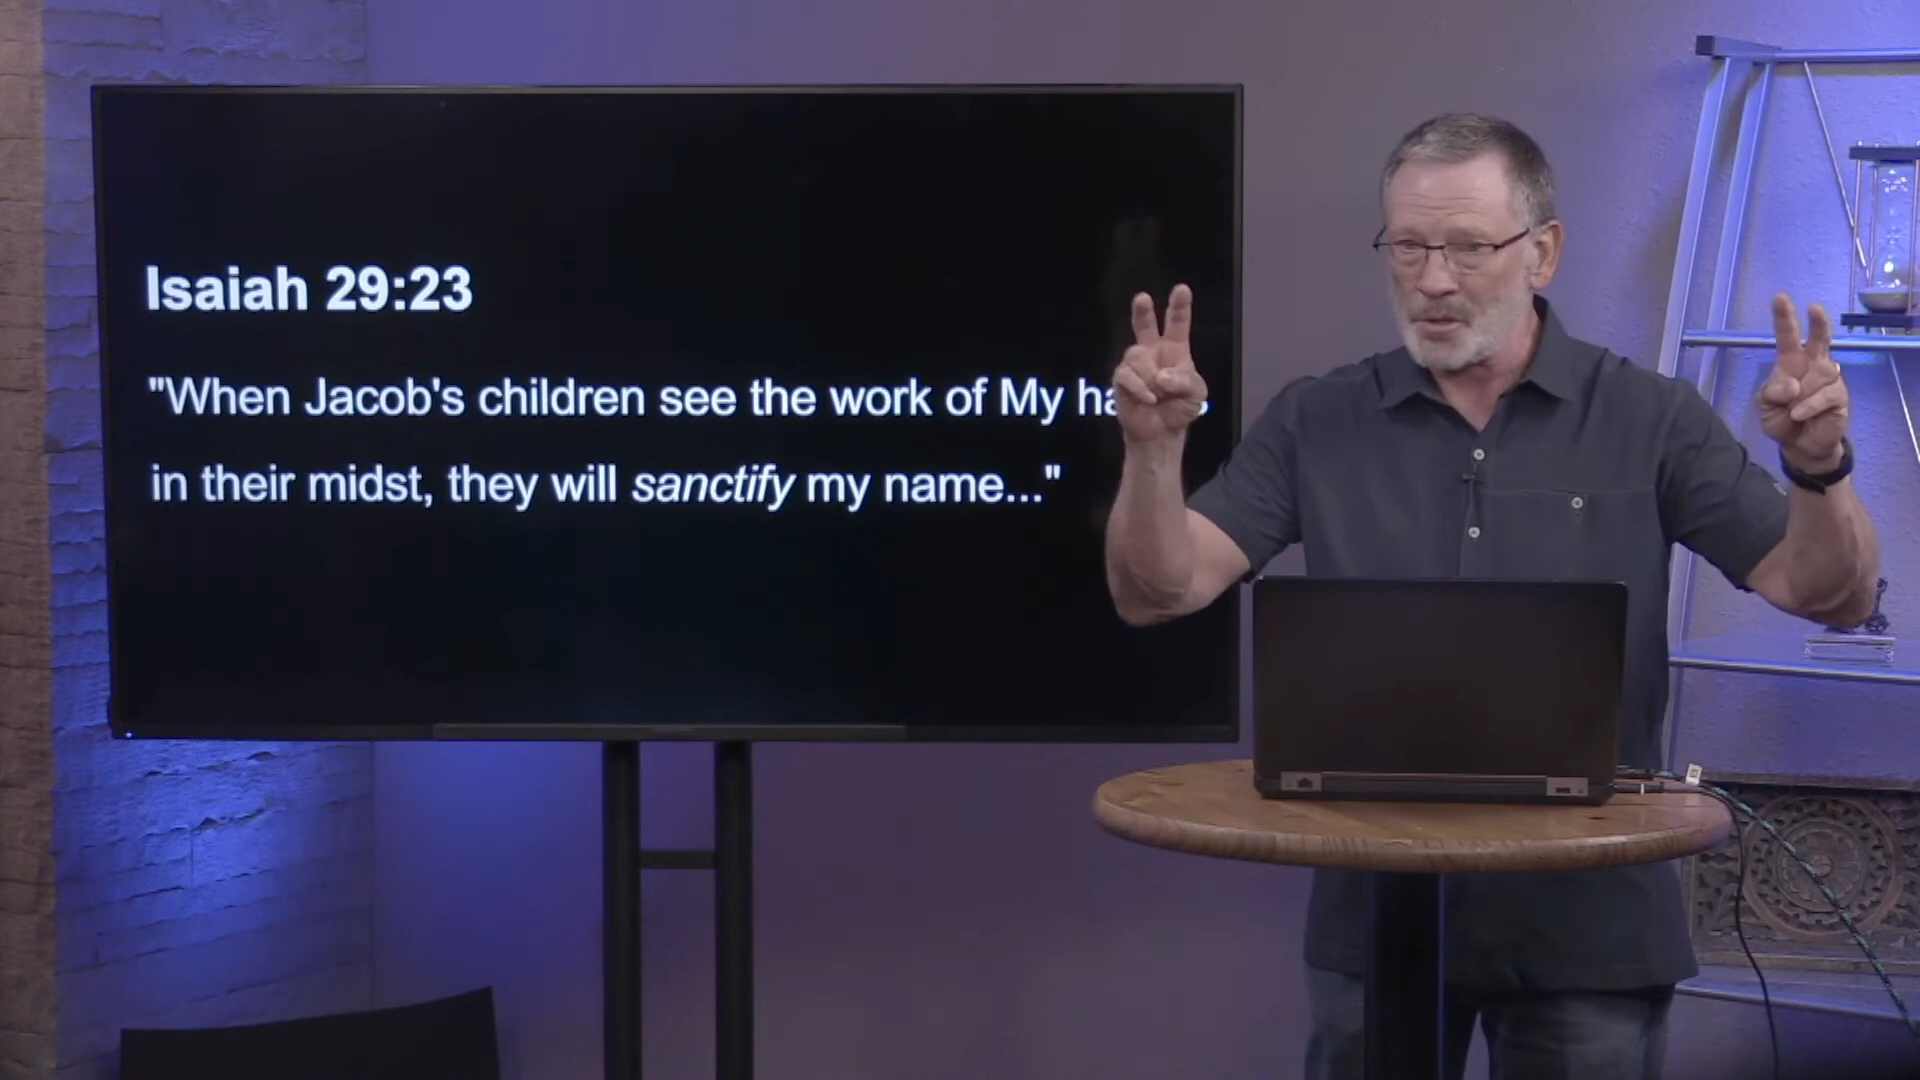 Isaiah 29:23
"When Jacob's children see the work of My
in their midst, they will sanctify my name..."